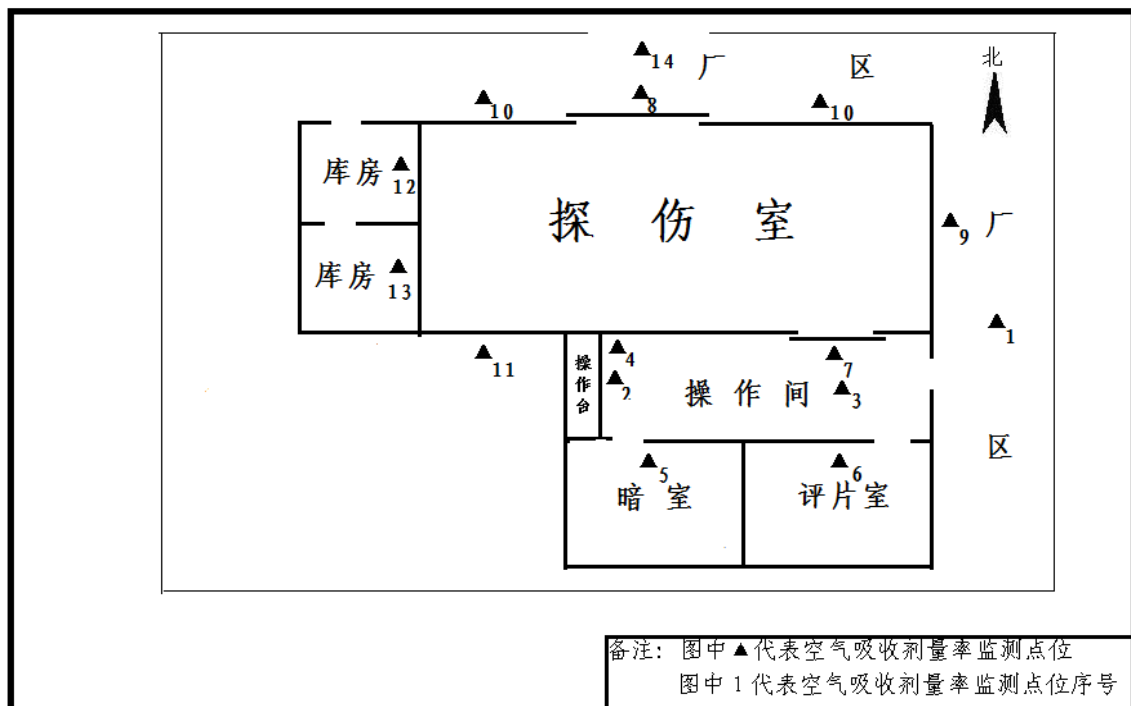 14
厂 区
北
10
8
10
库房
12
探 伤 室
9
厂
库房
13
1
11
操作台
4
2
7
操 作 间
3
区
5
暗 室
6
评片室
备注: 图中▲代表空气吸收剂量率监测点位
图中1代表空气吸收剂量率监测点位序号